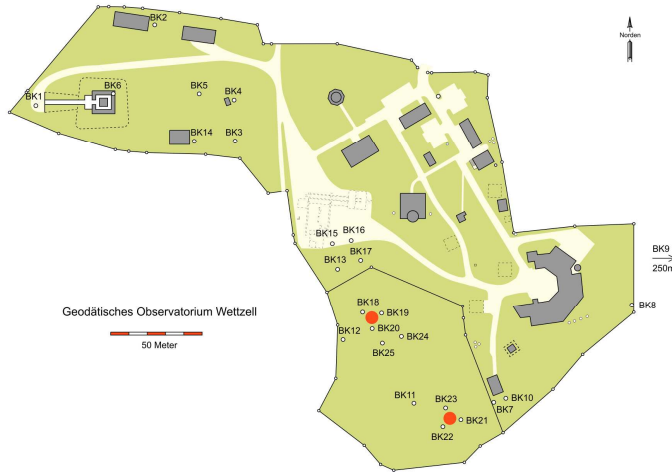 BK2
Norden
BK1
BK6
BK5
BK4
BK14
BK3
BK15
BK16
BK17
BK13
BK9
250m
BK8
Geodätisches Observatorium Wettzell
50 Meter
BK18
BK19
BK20
BK12
BK24
BK25
BK11
BK23
BK10
BK7
BK21
BK22